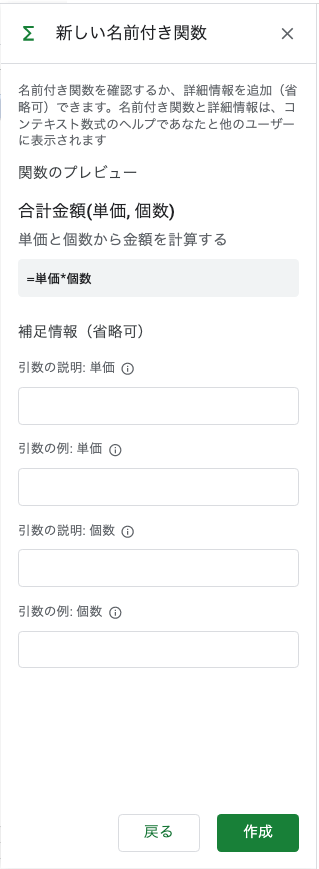 Σ 新しい名前付き関数 ×
名前付き関数を確認するか、詳細情報を追加（省
略可）できます。名前付き関数と詳細情報は、コ
ンテキスト数式のヘルプであなたと他のユーザー
に表示されます
関数のプレビュー
合計金額(単価, 個数)
単価と個数から金額を計算する
=単価*個数
補足情報（省略可）
引数の説明: 単価
引数の例: 単価
引数の説明: 個数
引数の例: 個数
戻る 作成